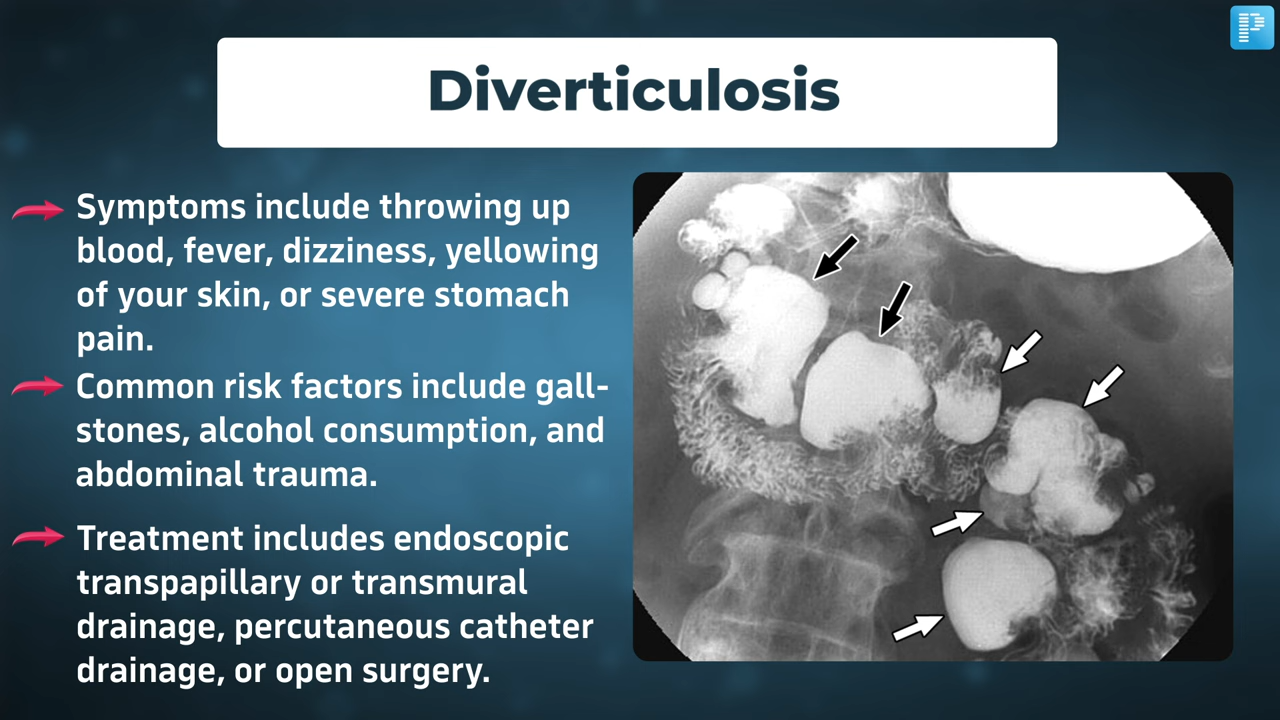 Diverticulosis
Symptoms include throwing up
blood, fever, dizziness, yellowing
of your skin, or severe stomach
pain.
Common risk factors include gall-
stones, alcohol consumption, and
abdominal trauma.
Treatment includes endoscopic
transpapillary or transmural
drainage, percutaneous catheter
drainage, or open surgery.